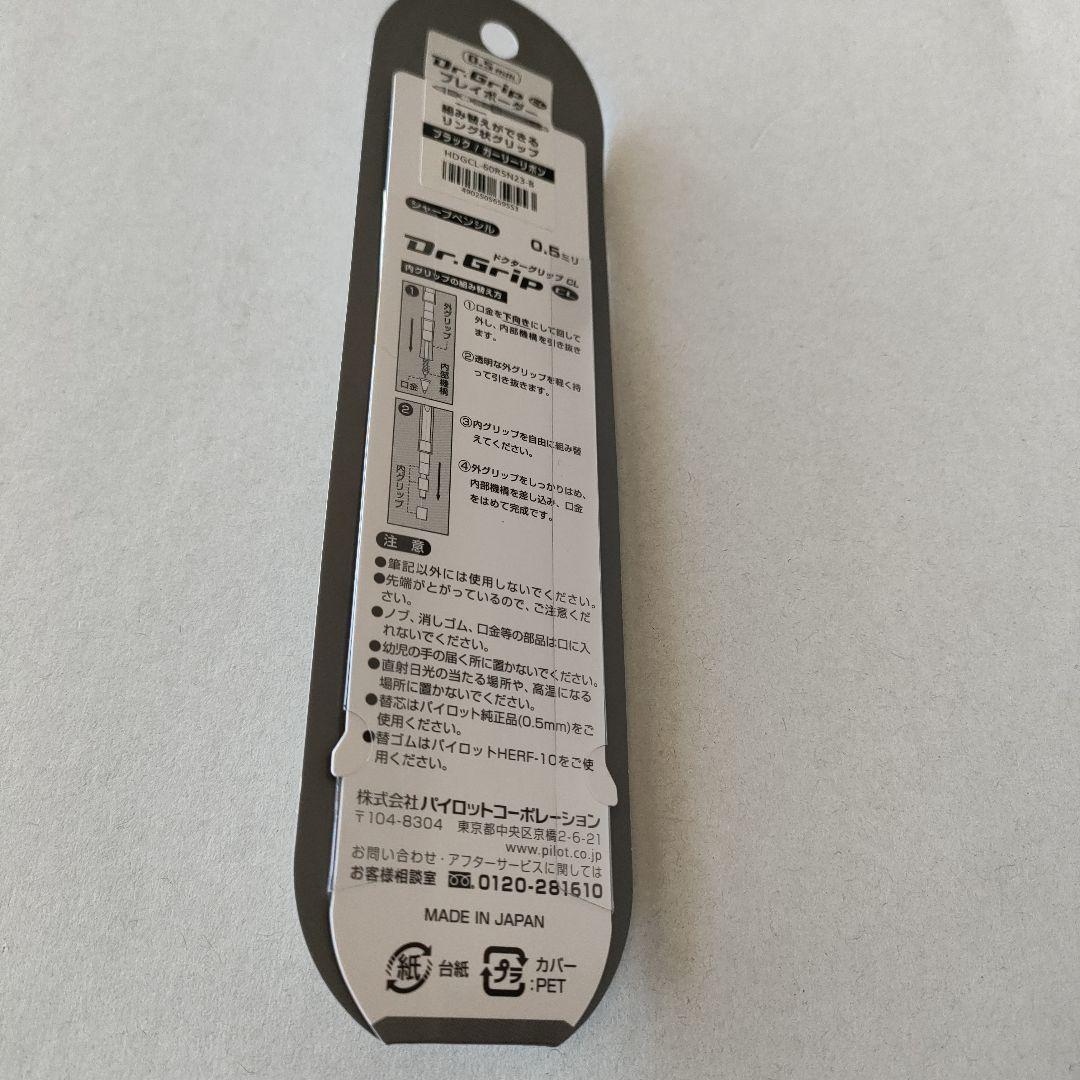 0.5mm
Dr.Grip CL
プレイボーダー
組み替えができる
リング状グリップ
ブラック / ガーリーリボン
HDGCL-60R5N23-B
4902505659553
シャープペンシル
0.5ミリ
ドクターグリップ CL
Dr.Grip CL
内グリップの組み替え方
1
外グリップ
内部機構
口金
①口金を下向きにして回して
外し、内部機構を引き抜き
ます。
②透明な外グリップを軽く持
って引き抜きます。
2
内グリップ
③内グリップを自由に組み替
えてください。
④外グリップをしっかりはめ、
内部機構を差し込み、口金
をはめて完成です。
注 意
●筆記以外には使用しないでください。
●先端がとがっているので、ご注意くだ
さい。
●ノブ、消しゴム、口金等の部品は口に入
れないでください。
●幼児の手の届く所に置かないでください。
●直射日光の当たる場所や、高温になる
場所に置かないでください。
●替芯はパイロット純正品(0.5mm)をご
使用ください。
●替ゴムはパイロットHERF-10をご使
用ください。
株式会社パイロットコーポレーション
〒104-8304 東京都中央区京橋2-6-21
www.pilot.co.jp
お問い合わせ・アフターサービスに関しては
お客様相談室 0120-281610
MADE IN JAPAN
紙 台紙
プラ カバー
:PET